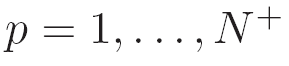 p = 1, . . . , N⁺